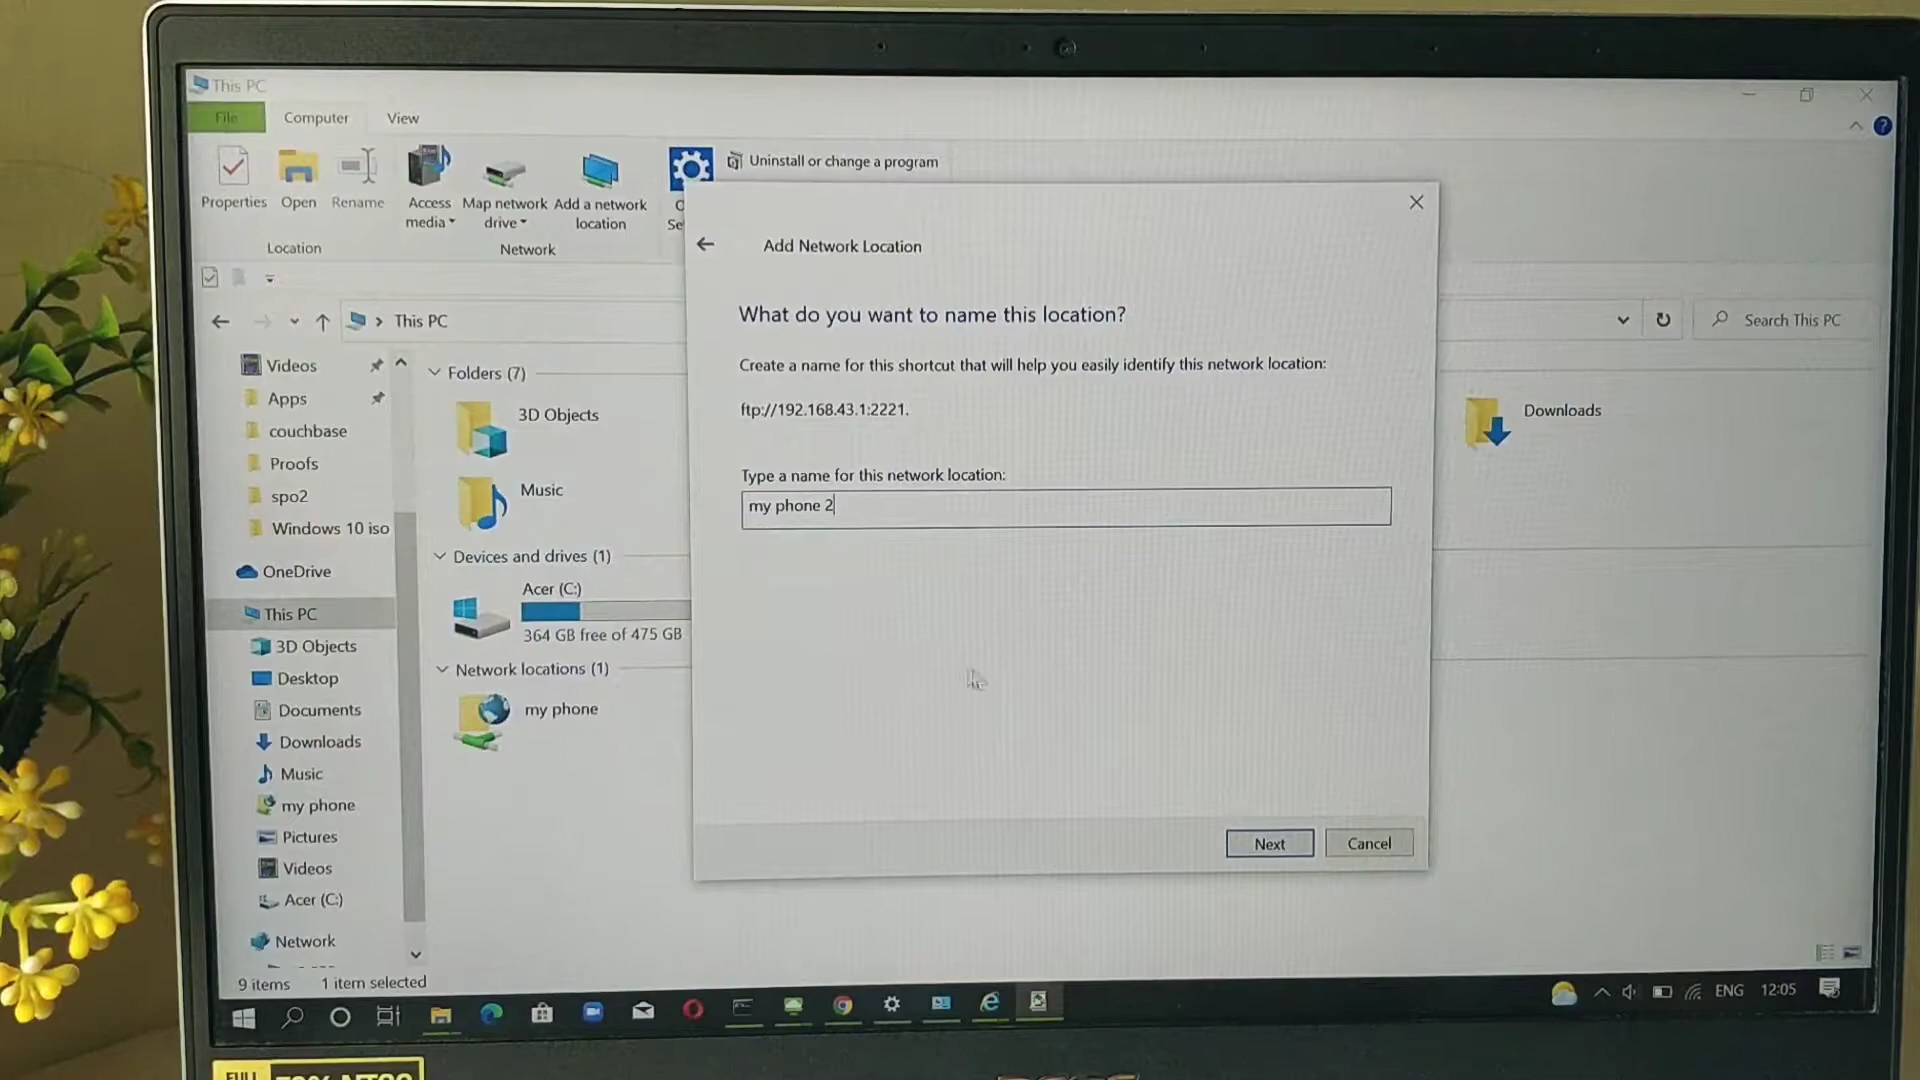 This PC
File
Computer
View
Properties
Open
Rename
Access
media
Map network
drive
Add a network
location
Uninstall or change a program
Location
Network
This PC
Search This PC
Videos
Apps
couchbase
Proofs
spo2
Windows 10 iso
OneDrive
This PC
3D Objects
Desktop
Documents
Downloads
Music
my phone
Pictures
Videos
Acer (C:)
Network
Folders (7)
3D Objects
Music
Downloads
Devices and drives (1)
Acer (C:)
364 GB free of 475 GB
Network locations (1)
my phone
Add Network Location
What do you want to name this location?
Create a name for this shortcut that will help you easily identify this network location:
ftp://192.168.43.1:2221.
Type a name for this network location:
my phone 2
Next
Cancel
9 items
1 item selected
ENG
12:05
FULL